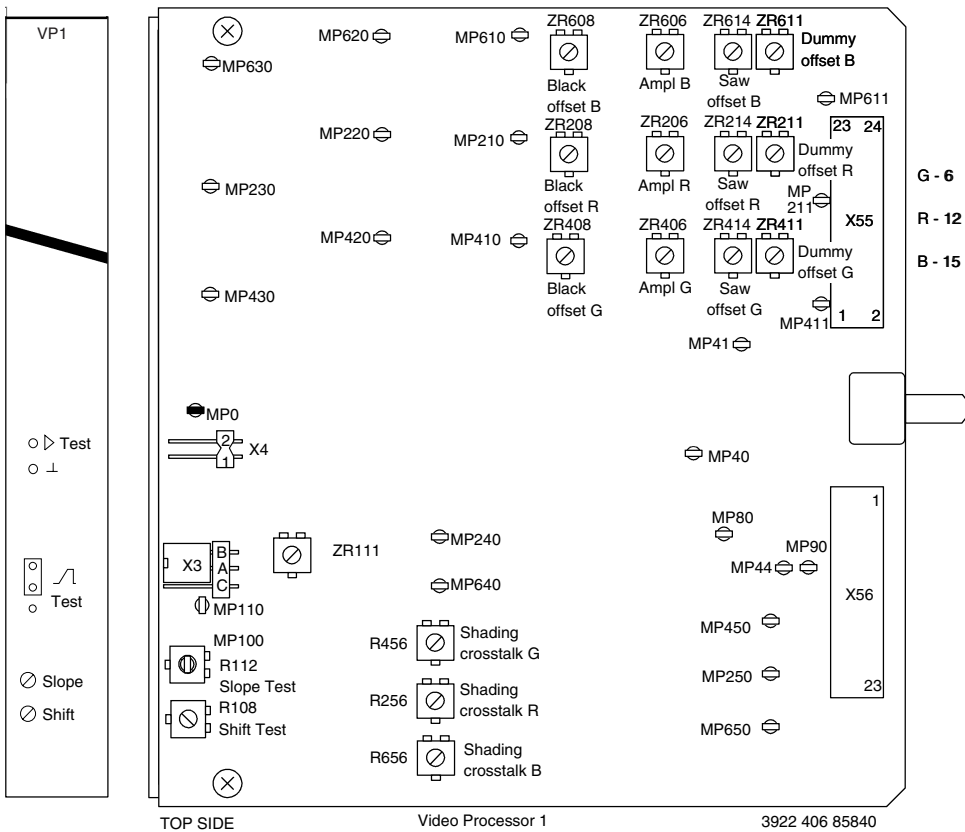 VP1
Test
⊥
Test
Slope
Shift
MP620
MP610
ZR608
ZR606
ZR614
ZR611
Dummy
offset B
MP630
Black
offset B
Ampl B
Saw
offset B
MP611
MP220
MP210
ZR208
ZR206
ZR214
ZR211
23 24
Dummy
offset R
MP230
Black
offset R
Ampl R
Saw
offset R
MP
211
X55
G - 6
R - 12
B - 15
MP420
MP410
ZR408
ZR406
ZR414
ZR411
Dummy
offset G
MP430
Black
offset G
Ampl G
Saw
offset G
MP411
1 2
MP41
MP0
2
1
X4
MP40
X3
B
A
C
ZR111
MP240
MP640
MP80
MP90
MP44
1
X56
23
MP110
MP100
R112
Slope Test
R108
Shift Test
R456
Shading
crosstalk G
R256
Shading
crosstalk R
R656
Shading
crosstalk B
MP450
MP250
MP650
TOP SIDE
Video Processor 1
3922 406 85840